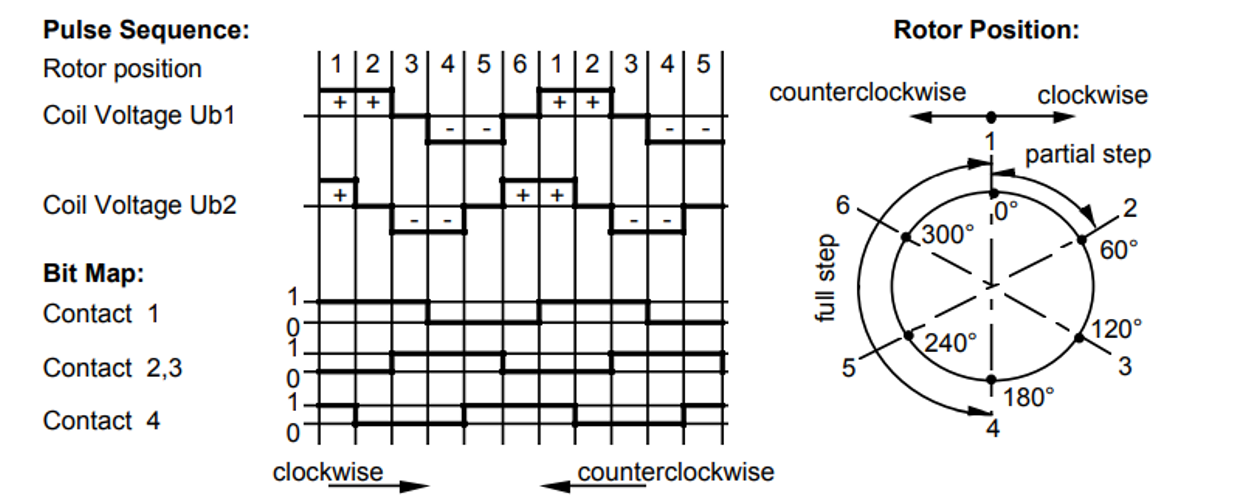 Pulse Sequence:
Rotor position 1 2 3 4 5 6 1 2 3 4 5
Coil Voltage Ub1 + + - - + + - -
Coil Voltage Ub2 + - - + + - -
Bit Map:
Contact 1 1 0
Contact 2,3 1 0
Contact 4 1 0
clockwise counterclockwise
Rotor Position:
counterclockwise clockwise
1
partial step
6 2
0°
300° 60°
full step
240° 120°
5 3
180°
4